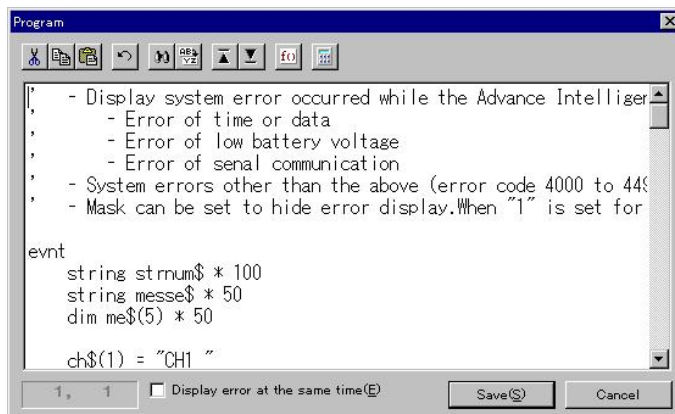 Program
AB YZ
f()
' - Display system error occurred while the Advance Intelligen
' - Error of time or data
' - Error of low battery voltage
' - Error of senal communication
' - System errors other than the above (error code 4000 to 449
' - Mask can be set to hide error display.When "1" is set for
evnt
string strnum$ * 100
string messe$ * 50
dim me$(5) * 50
ch$(1) = "CH1 "
1, 1
Display error at the same time(E)
Save(S)
Cancel